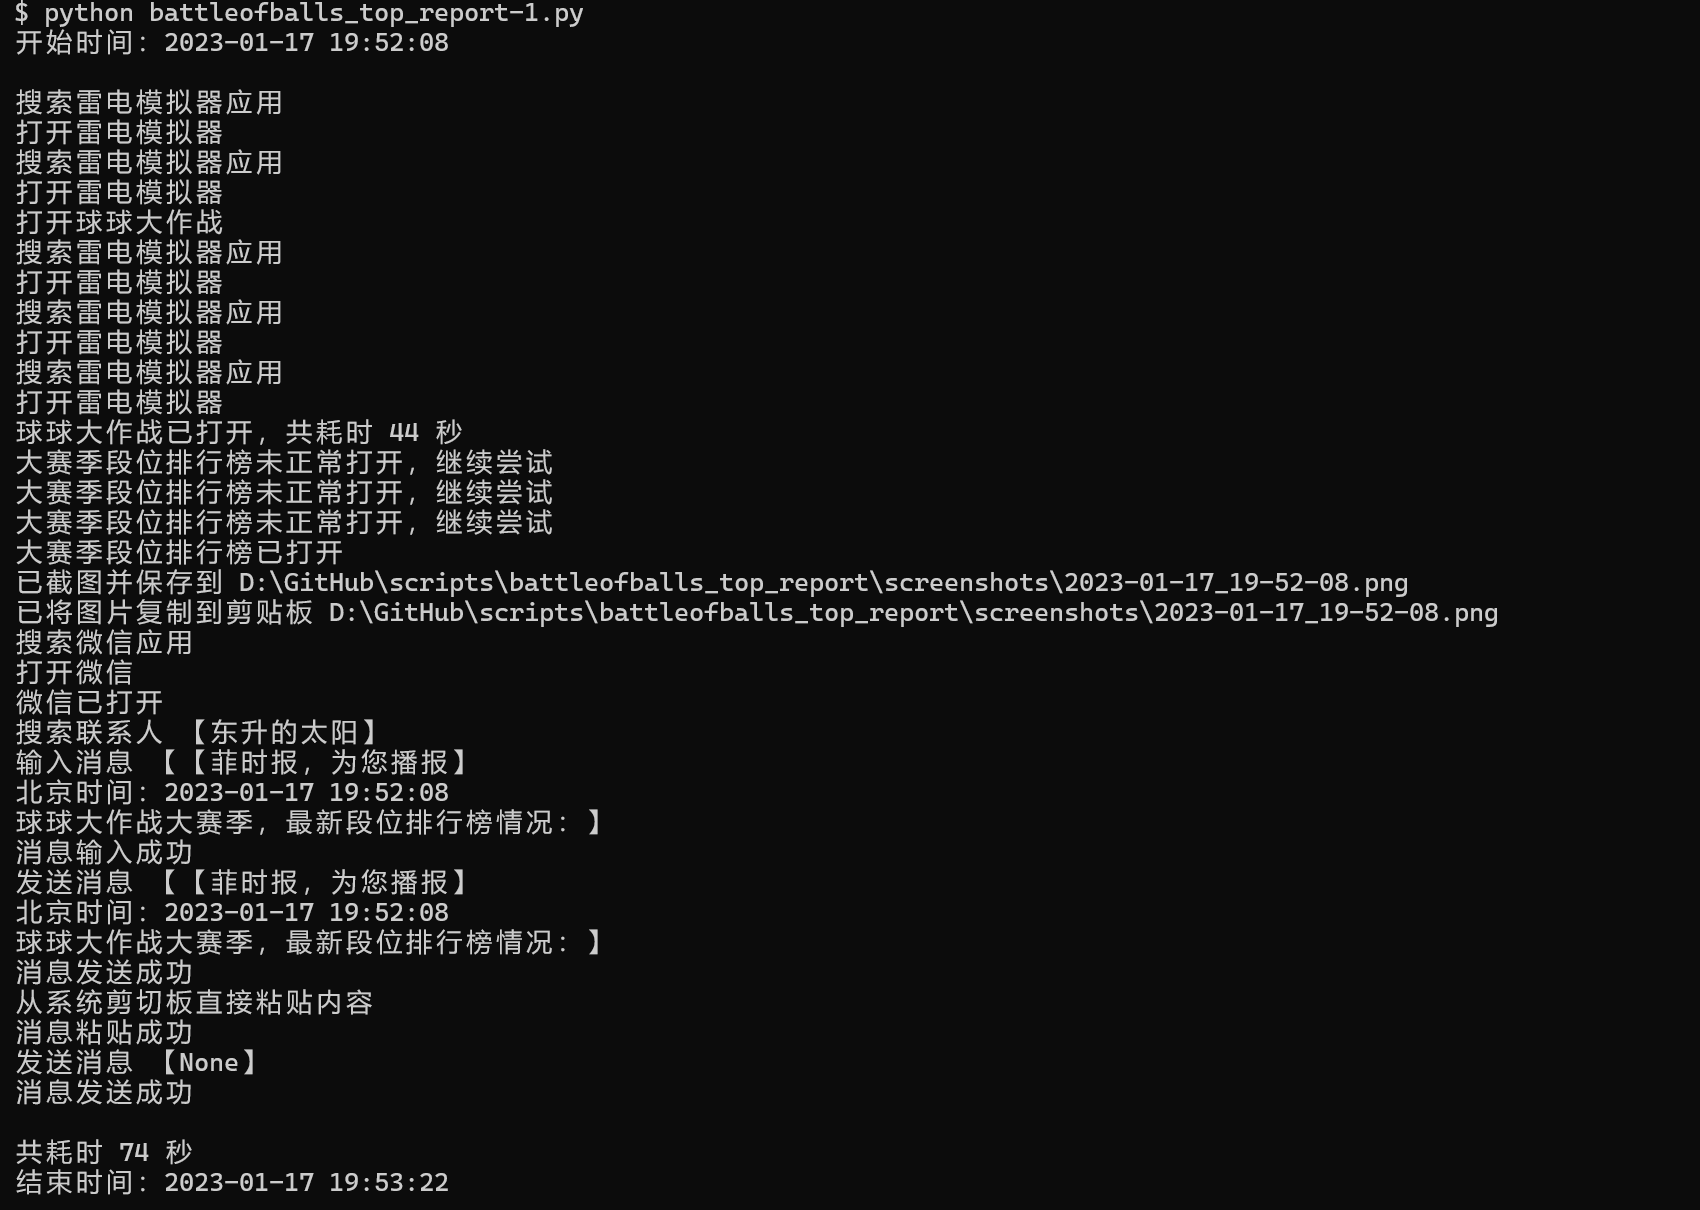 $ python battleofballs_top_report-1.py
开始时间：2023-01-17 19:52:08
搜索雷电模拟器应用
打开雷电模拟器
搜索雷电模拟器应用
打开雷电模拟器
打开球球大作战
搜索雷电模拟器应用
打开雷电模拟器
搜索雷电模拟器应用
打开雷电模拟器
搜索雷电模拟器应用
打开雷电模拟器
球球大作战已打开，共耗时 44 秒
大赛季段位排行榜未正常打开，继续尝试
大赛季段位排行榜未正常打开，继续尝试
大赛季段位排行榜未正常打开，继续尝试
大赛季段位排行榜已打开
已截图并保存到 D:\GitHub\scripts\battleofballs_top_report\screenshots\2023-01-17_19-52-08.png
已将图片复制到剪贴板 D:\GitHub\scripts\battleofballs_top_report\screenshots\2023-01-17_19-52-08.png
搜索微信应用
打开微信
微信已打开
搜索联系人 【东升的太阳】
输入消息 【【菲时报，为您播报】
北京时间：2023-01-17 19:52:08
球球大作战大赛季，最新段位排行榜情况：】
消息输入成功
发送消息 【【菲时报，为您播报】
北京时间：2023-01-17 19:52:08
球球大作战大赛季，最新段位排行榜情况：】
消息发送成功
从系统剪切板直接粘贴内容
消息粘贴成功
发送消息 【None】
消息发送成功
共耗时 74 秒
结束时间：2023-01-17 19:53:22